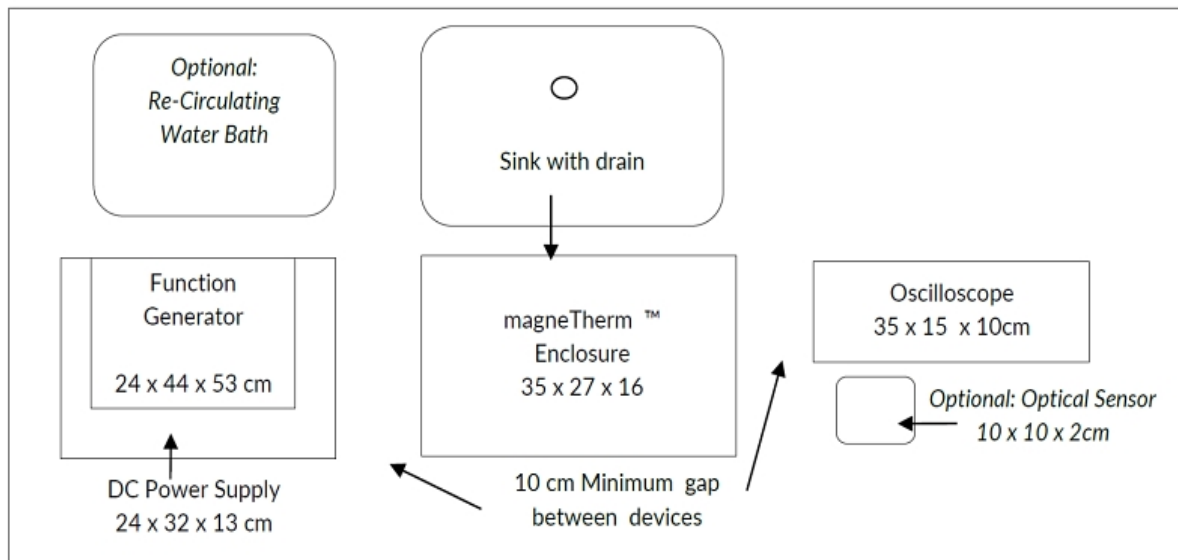 Optional:
Re-Circulating
Water Bath
Sink with drain
Function
Generator
24 x 44 x 53 cm
DC Power Supply
24 x 32 x 13 cm
magneTherm ™
Enclosure
35 x 27 x 16
10 cm Minimum gap
between devices
Oscilloscope
35 x 15 x 10cm
Optional: Optical Sensor
10 x 10 x 2cm